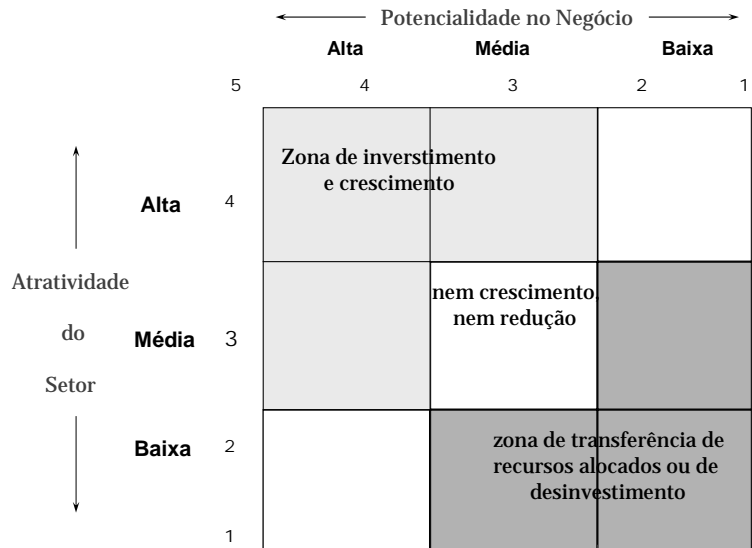 Potencialidade no Negócio
Alta Média Baixa
5 4 3 2 1
Zona de inverstimento
e crescimento
Alta 4
Atratividade
do
Setor
nem crescimento,
nem redução
Média 3
Baixa 2
zona de transferência de
recursos alocados ou de
desinvestimento
1